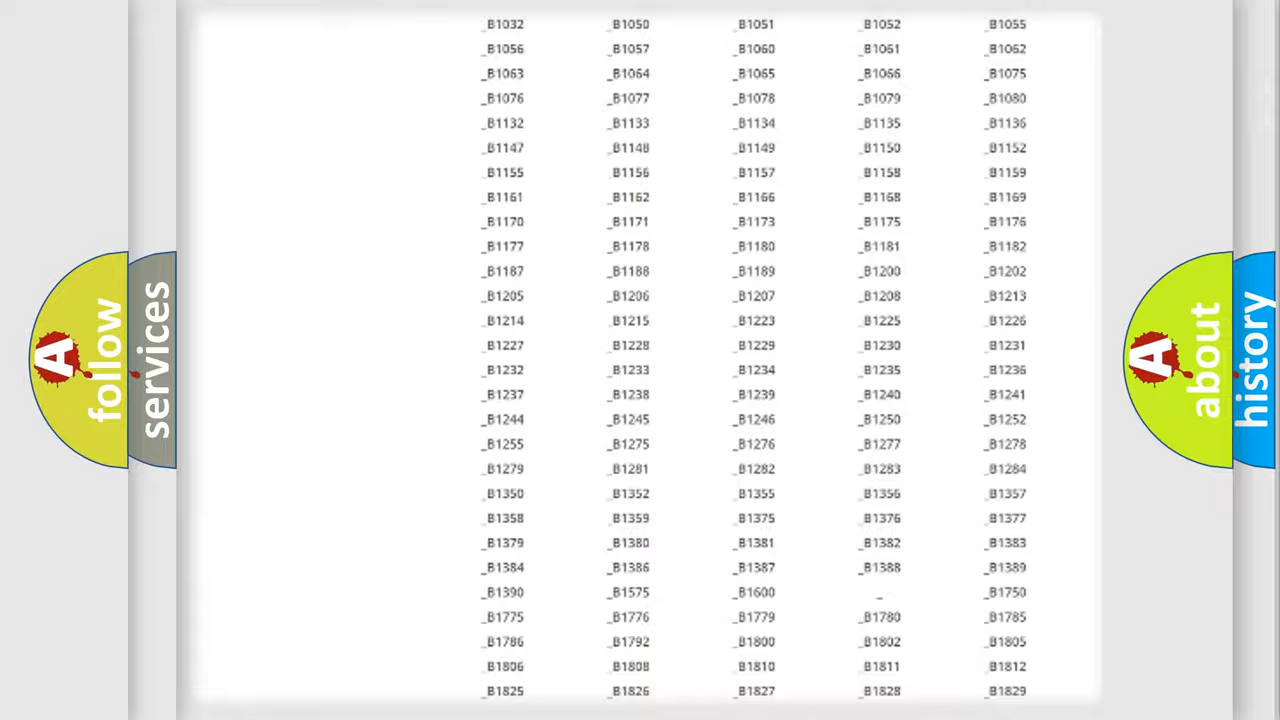 _B1032 _B1050 _B1051 _B1052 _B1055
_B1056 _B1057 _B1060 _B1061 _B1062
_B1063 _B1064 _B1065 _B1066 _B1075
_B1076 _B1077 _B1078 _B1079 _B1080
_B1132 _B1133 _B1134 _B1135 _B1136
_B1147 _B1148 _B1149 _B1150 _B1152
_B1155 _B1156 _B1157 _B1158 _B1159
_B1161 _B1162 _B1166 _B1168 _B1169
_B1170 _B1171 _B1173 _B1175 _B1176
_B1177 _B1178 _B1180 _B1181 _B1182
_B1187 _B1188 _B1189 _B1200 _B1202
_B1205 _B1206 _B1207 _B1208 _B1213
_B1214 _B1215 _B1223 _B1225 _B1226
_B1227 _B1228 _B1229 _B1230 _B1231
_B1232 _B1233 _B1234 _B1235 _B1236
_B1237 _B1238 _B1239 _B1240 _B1241
_B1244 _B1245 _B1246 _B1250 _B1252
_B1255 _B1275 _B1276 _B1277 _B1278
_B1279 _B1281 _B1282 _B1283 _B1284
_B1350 _B1352 _B1355 _B1356 _B1357
_B1358 _B1359 _B1375 _B1376 _B1377
_B1379 _B1380 _B1381 _B1382 _B1383
_B1384 _B1386 _B1387 _B1388 _B1389
_B1390 _B1575 _B1600 _ _B1750
_B1775 _B1776 _B1779 _B1780 _B1785
_B1786 _B1792 _B1800 _B1802 _B1805
_B1806 _B1808 _B1810 _B1811 _B1812
_B1825 _B1826 _B1827 _B1828 _B1829
A follow
services
A about
history